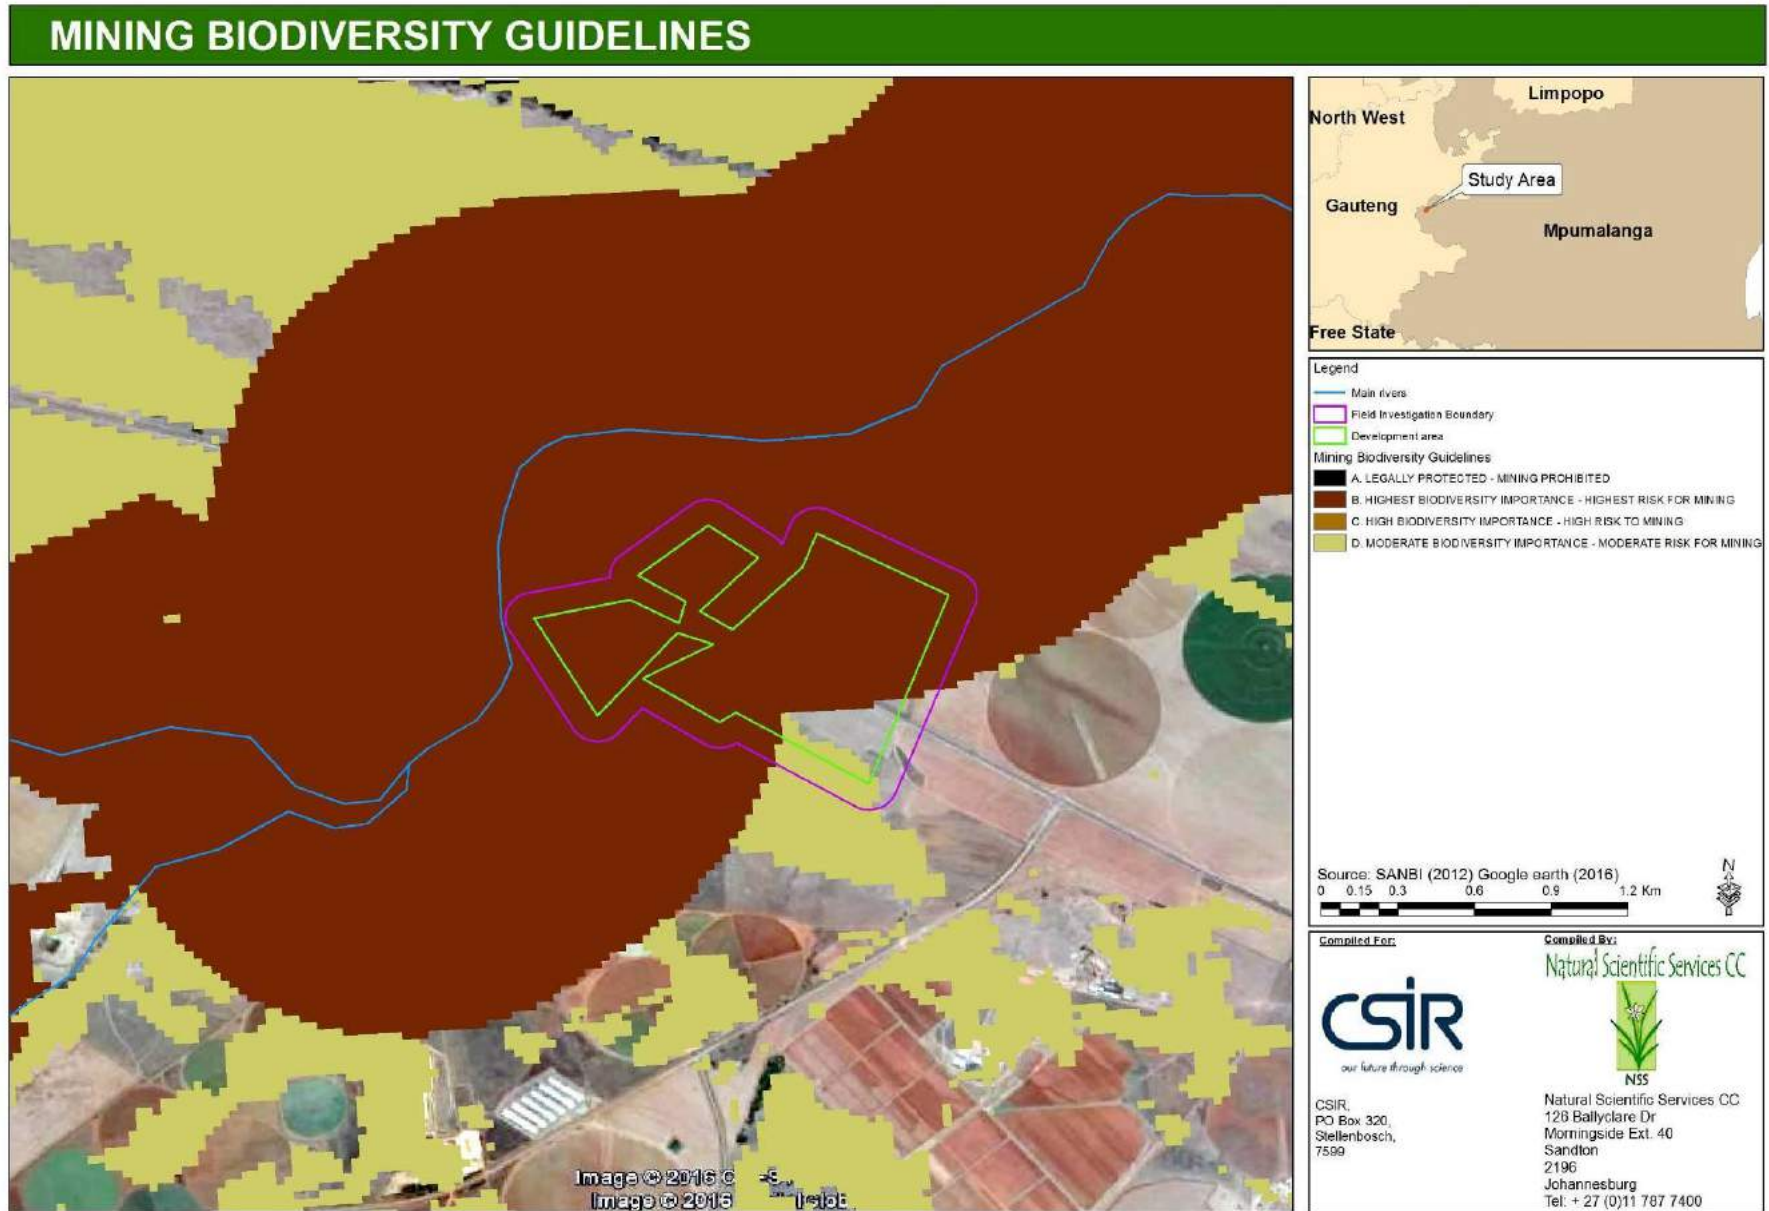 MINING BIODIVERSITY GUIDELINES
Limpopo
North West
Study Area
Gauteng
Mpumalanga
Free State
Legend
Main rivers
Field Investigation Boundary
Development area
Mining Biodiversity Guidelines
A. LEGALLY PROTECTED - MINING PROHIBITED
B. HIGHEST BIODIVERSITY IMPORTANCE - HIGHEST RISK FOR MINING
C. HIGH BIODIVERSITY IMPORTANCE - HIGH RISK TO MINING
D. MODERATE BIODIVERSITY IMPORTANCE - MODERATE RISK FOR MINING
Source: SANBI (2012) Google earth (2016)
0 0.15 0.3 0.6 0.9 1.2 Km
N
Compiled For:
CSIR
our future through science
CSIR,
PO Box 320,
Stellenbosch,
7599
Compiled By:
Natural Scientific Services CC
NSS
Natural Scientific Services CC
126 Ballyclare Dr
Morningside Ext. 40
Sandton
2196
Johannesburg
Tel: + 27 (0)11 787 7400
Image © 2016
Image © 2016